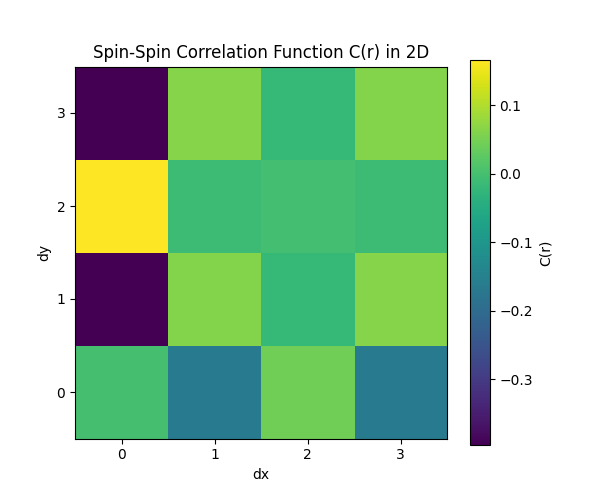 Spin-Spin Correlation Function C(r) in 2D
3
2
1
0
dy
0 1 2 3
dx
0.1
0.0
−0.1
−0.2
−0.3
C(r)